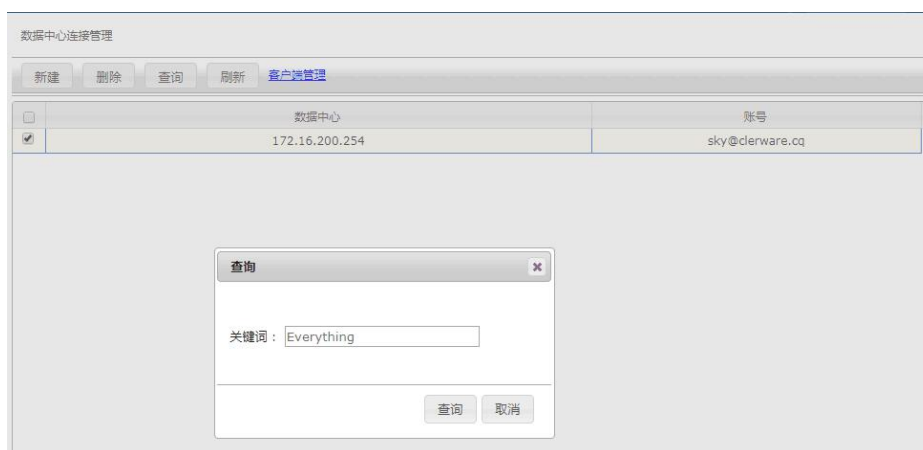 数据中心连接管理
新建 删除 查询 刷新 客户端管理
数据中心 账号
172.16.200.254 sky@clerware.cq
查询
关键词： Everything
查询 取消